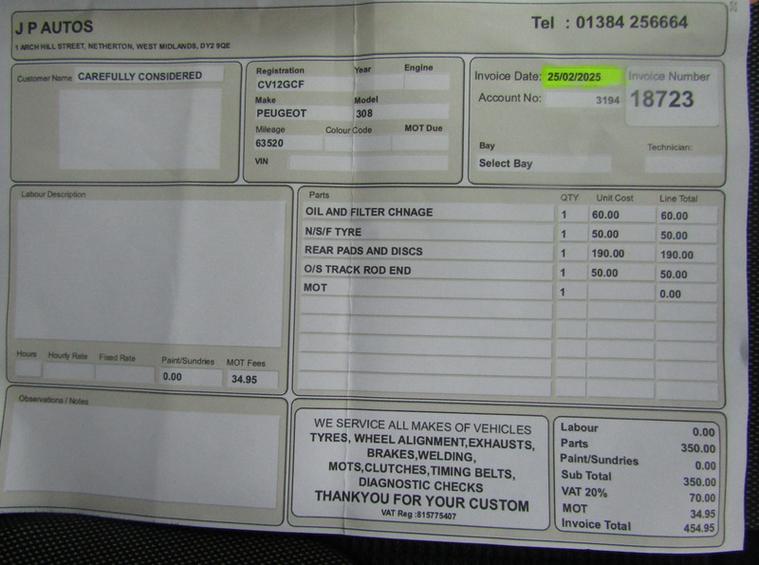 J P AUTOS
Tel : 01384 256664
1 ARCH HILL STREET, NETHERTON, WEST MIDLANDS, DY2 9QE
Customer Name CAREFULLY CONSIDERED
Registration Year Engine
CV12GCF
Make Model
PEUGEOT 308
Mileage Colour Code MOT Due
63520
VIN
Invoice Date: 25/02/2025 Invoice Number
Account No: 3194 18723
Bay Technician:
Select Bay
Labour Description
Hours Hourly Rate Fixed Rate Paint/Sundries MOT Fees
0.00 34.95
Parts QTY Unit Cost Line Total
OIL AND FILTER CHNAGE 1 60.00 60.00
N/S/F TYRE 1 50.00 50.00
REAR PADS AND DISCS 1 190.00 190.00
O/S TRACK ROD END 1 50.00 50.00
MOT 1 0.00
Observations / Notes
WE SERVICE ALL MAKES OF VEHICLES
TYRES, WHEEL ALIGNMENT,EXHAUSTS,
BRAKES,WELDING,
MOTS,CLUTCHES,TIMING BELTS,
DIAGNOSTIC CHECKS
THANKYOU FOR YOUR CUSTOM
VAT Reg :815775407
Labour 0.00
Parts 350.00
Paint/Sundries 0.00
Sub Total 350.00
VAT 20% 70.00
MOT 34.95
Invoice Total 454.95